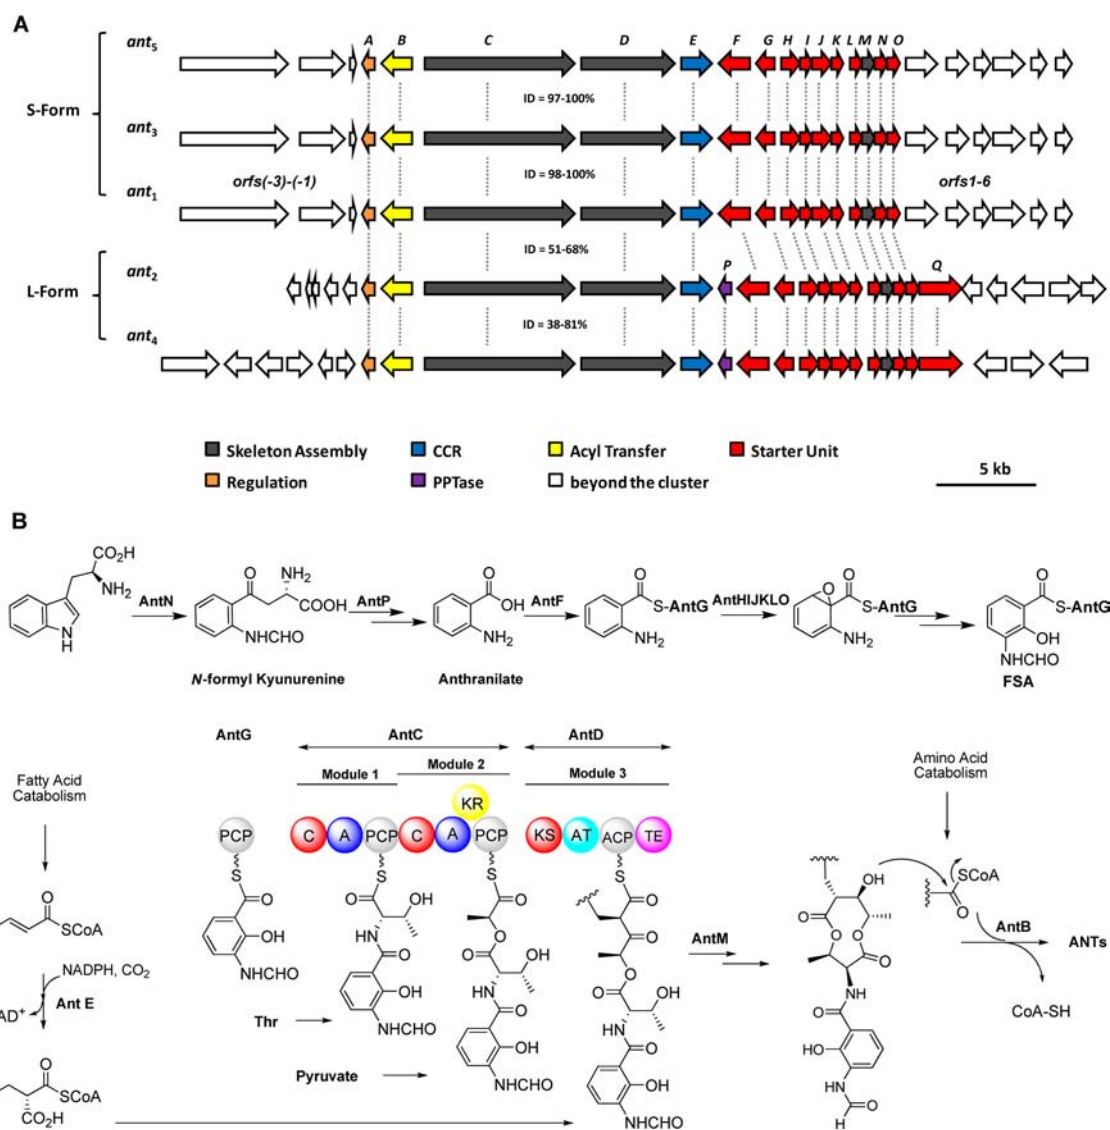 A
ant5 A B C D E F G H I J K L M N O
S-Form
ID = 97-100%
ant3
ID = 98-100%
orfs(-3)-(-1) orfs1-6
ant1
ID = 51-68%
ant2 P Q
L-Form
ID = 38-81%
ant4
Skeleton Assembly CCR Acyl Transfer Starter Unit
Regulation PPTase beyond the cluster 5 kb
B
CO2H NH2 N H
AntN
O NH2 COOH NHCHO
AntP
O OH NH2
AntF
O S-AntG NH2
AntHIJKLO
O O S-AntG NH2
O S-AntG OH NHCHO
N-formyl Kyunurenine Anthranilate FSA
AntG AntC AntD
Module 1 Module 2 Module 3
Fatty Acid
Catabolism
Amino Acid
Catabolism
KR
PCP C A PCP C A PCP KS AT ACP TE
S S S S
O SCoA
NADPH, CO2
Ant E
AD+
O SCoA CO2H
O OH NHCHO
O OH HN O OH NHCHO
O O O OH HN O OH NHCHO
O O O O OH HN O OH NHCHO
Thr
Pyruvate
AntM
OH O O O O HN O HO HN O H
SCoA O
AntB
ANTs
CoA-SH